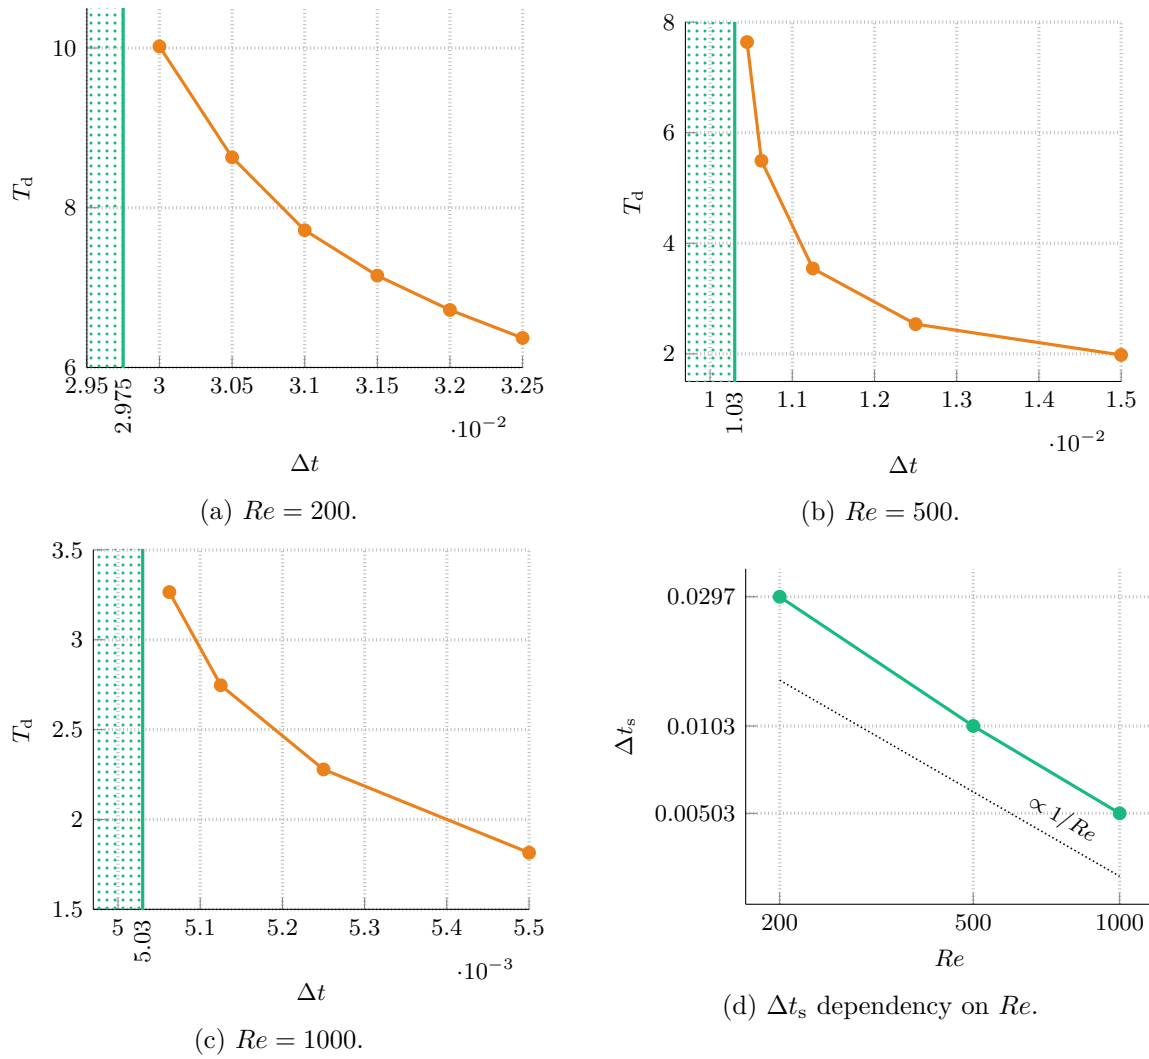 10
8
6
T_d
2.95 2.975 3 3.05 3.1 3.15 3.2 3.25
·10⁻²
Δt
(a) Re = 200.
8
6
4
2
T_d
1 1.03 1.1 1.2 1.3 1.4 1.5
·10⁻²
Δt
(b) Re = 500.
3.5
3
2.5
2
1.5
T_d
5 5.03 5.1 5.2 5.3 5.4 5.5
·10⁻³
Δt
(c) Re = 1000.
0.0297
0.0103
0.00503
Δt_s
∝ 1/Re
200 500 1000
Re
(d) Δt_s dependency on Re.